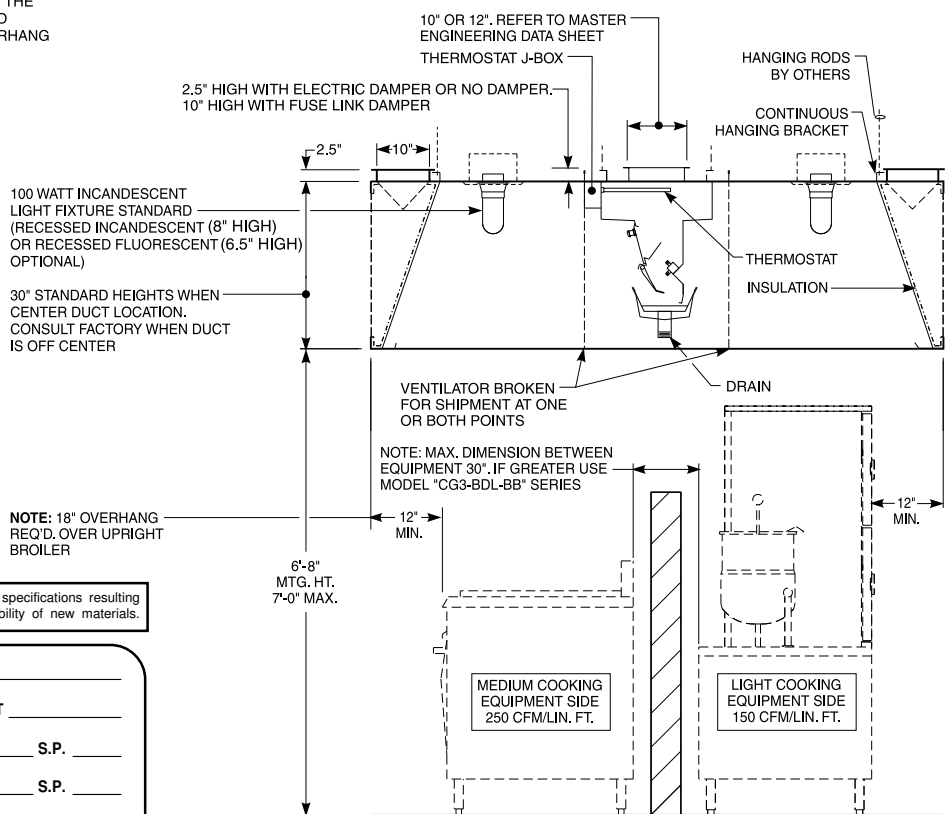 THE
RHANG
10" OR 12". REFER TO MASTER
ENGINEERING DATA SHEET
THERMOSTAT J-BOX
HANGING RODS
BY OTHERS
2.5" HIGH WITH ELECTRIC DAMPER OR NO DAMPER.
10" HIGH WITH FUSE LINK DAMPER
CONTINUOUS
HANGING BRACKET
2.5"
10"
100 WATT INCANDESCENT
LIGHT FIXTURE STANDARD
(RECESSED INCANDESCENT (8" HIGH)
OR RECESSED FLUORESCENT (6.5" HIGH)
OPTIONAL)
THERMOSTAT
INSULATION
30" STANDARD HEIGHTS WHEN
CENTER DUCT LOCATION.
CONSULT FACTORY WHEN DUCT
IS OFF CENTER
VENTILATOR BROKEN
FOR SHIPMENT AT ONE
OR BOTH POINTS
DRAIN
NOTE: MAX. DIMENSION BETWEEN
EQUIPMENT 30". IF GREATER USE
MODEL "CG3-BDL-BB" SERIES
NOTE: 18" OVERHANG
REQ'D. OVER UPRIGHT
BROILER
12"
MIN.
12"
MIN.
6'-8"
MTG. HT.
7'-0" MAX.
specifications resulting
bility of new materials.
MEDIUM COOKING
EQUIPMENT SIDE
250 CFM/LIN. FT.
LIGHT COOKING
EQUIPMENT SIDE
150 CFM/LIN. FT.
T
S.P.
S.P.